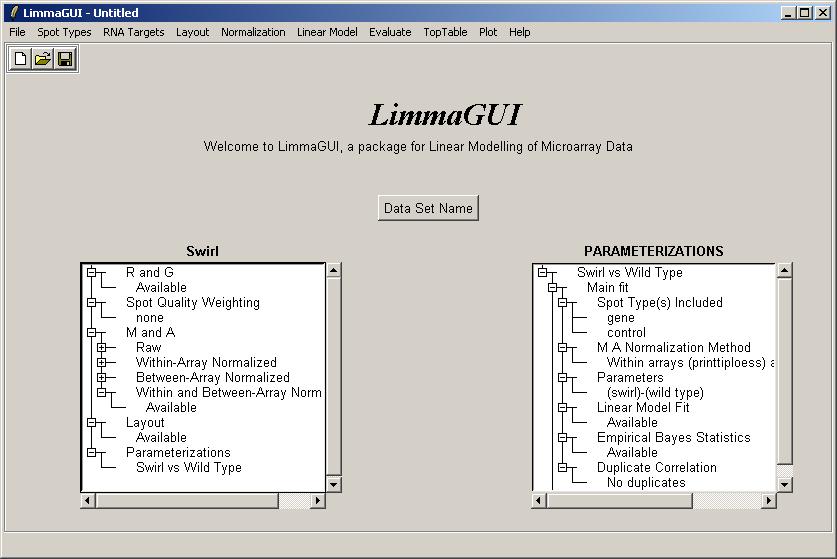 LimmaGUI - Untitled
File Spot Types RNA Targets Layout Normalization Linear Model Evaluate TopTable Plot Help
LimmaGUI
Welcome to LimmaGUI, a package for Linear Modelling of Microarray Data
Data Set Name
Swirl
R and G
Available
Spot Quality Weighting
none
M and A
Raw
Within-Array Normalized
Between-Array Normalized
Within and Between-Array Norm
Available
Layout
Available
Parameterizations
Swirl vs Wild Type
PARAMETERIZATIONS
Swirl vs Wild Type
Main fit
Spot Type(s) Included
gene
control
M A Normalization Method
Within arrays (printtiploess) a
Parameters
(swirl)-(wild type)
Linear Model Fit
Available
Empirical Bayes Statistics
Available
Duplicate Correlation
No duplicates